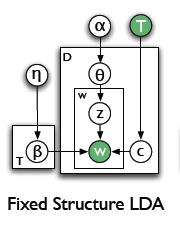 α T
D
η θ
w
z
β w c
T
Fixed Structure LDA